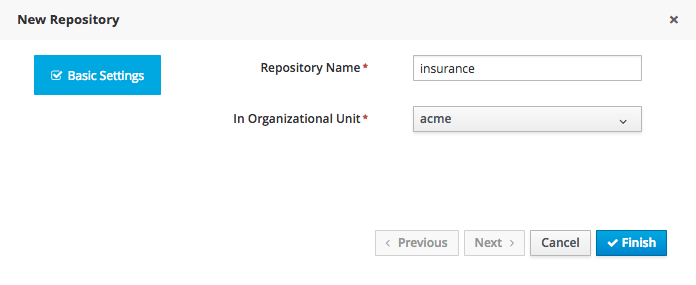 New Repository ×
Basic Settings
Repository Name * insurance
In Organizational Unit * acme
Previous Next Cancel Finish